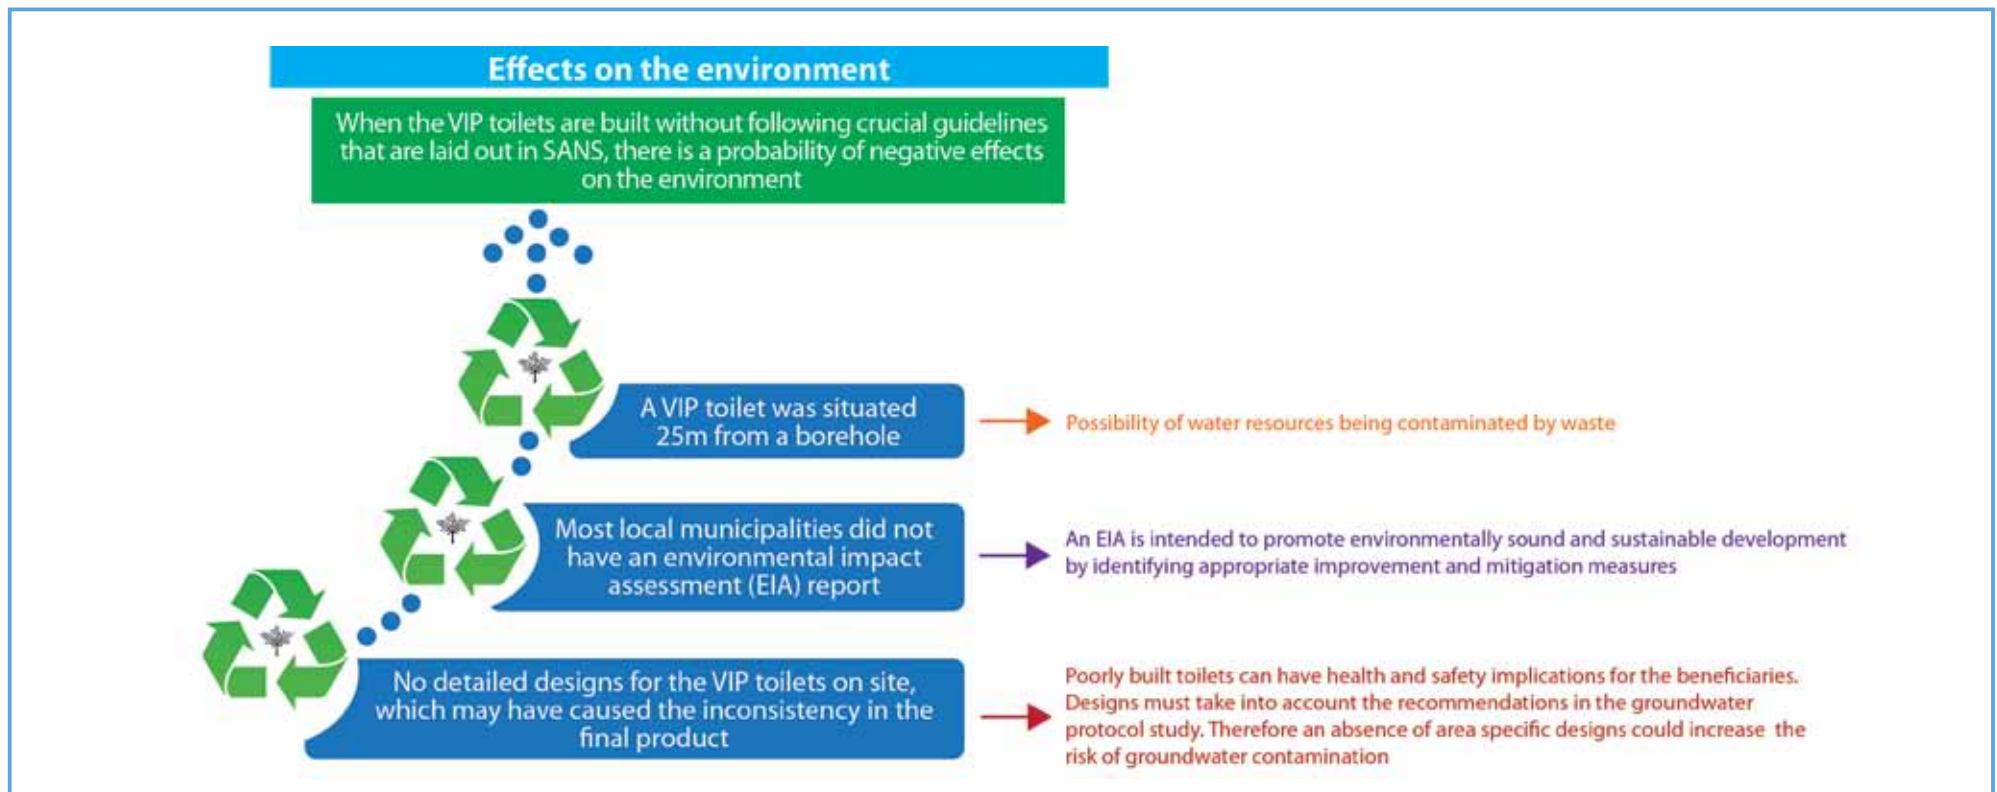 Effects on the environment
When the VIP toilets are built without following crucial guidelines
that are laid out in SANS, there is a probability of negative effects
on the environment
A VIP toilet was situated
25m from a borehole
Possibility of water resources being contaminated by waste
Most local municipalities did not
have an environmental impact
assessment (EIA) report
An EIA is intended to promote environmentally sound and sustainable development
by identifying appropriate improvement and mitigation measures
No detailed designs for the VIP toilets on site,
which may have caused the inconsistency in the
final product
Poorly built toilets can have health and safety implications for the beneficiaries.
Designs must take into account the recommendations in the groundwater
protocol study. Therefore an absence of area specific designs could increase the
risk of groundwater contamination